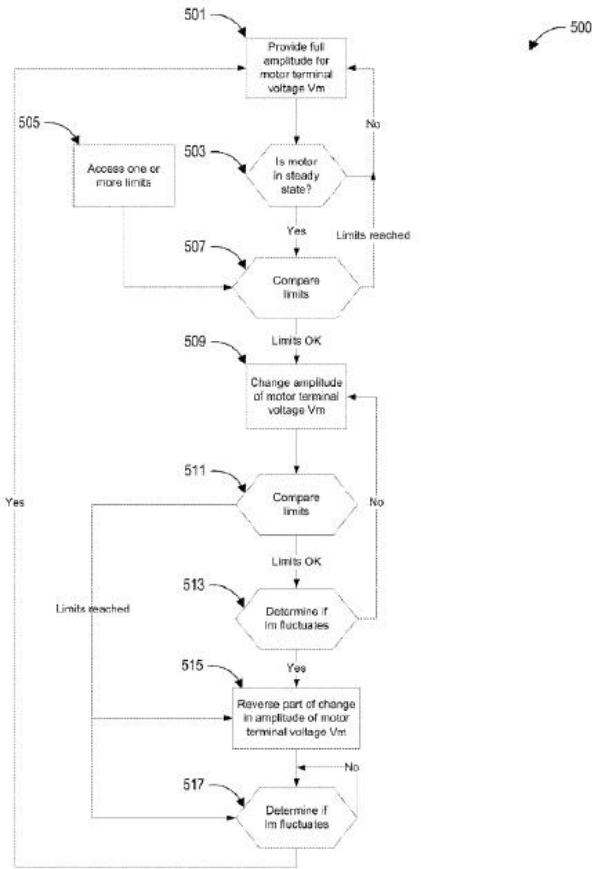 501
500
Provide full
amplitude for
motor terminal
voltage Vm
505
No
503
Access one or
more limits
Is motor
in steady
state?
Yes
Limits reached
507
Compare
limits
Limits OK
509
Change amplitude
of motor terminal
voltage Vm
511
Compare
limits
Yes
No
Limits OK
513
Limits reached
Determine if
Im fluctuates
515
Yes
Reverse part of change
in amplitude of motor
terminal voltage Vm
No
517
Determine if
Im fluctuates